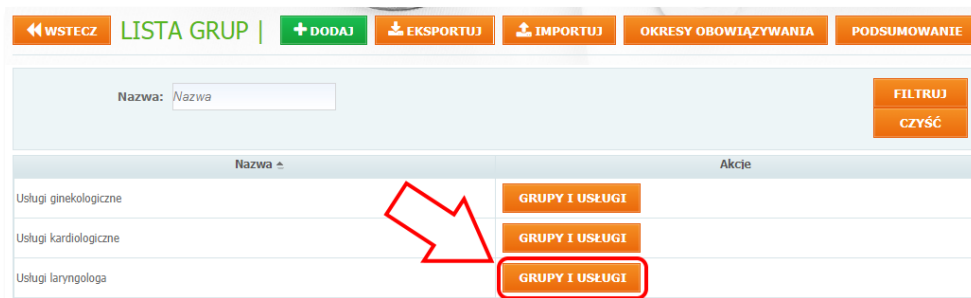 WSTECZ LISTA GRUP | DODAJ EKSPORTUJ IMPORTUJ OKRESY OBOWIĄZYWANIA PODSUMOWANIE
Nazwa: Nazwa FILTRUJ
CZYŚĆ
Nazwa Akcje
Usługi ginekologiczne GRUPY I USŁUGI
Usługi kardiologiczne GRUPY I USŁUGI
Usługi laryngologa GRUPY I USŁUGI